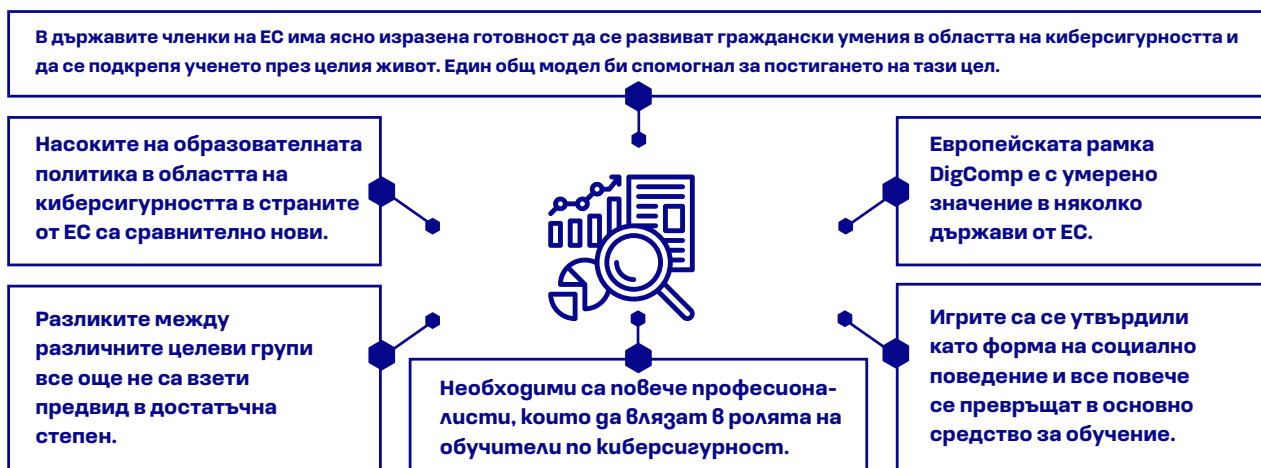 В държавите членки на ЕС има ясно изразена готовност да се развиват граждански умения в областта на киберсигурността и
да се подкрепя ученето през целия живот. Един общ модел би спомогнал за постигането на тази цел.
Насоките на образователната
политика в областта на
киберсигурността в страните
от ЕС са сравнително нови.
Европейската рамка
DigComp е с умерено
значение в няколко
държави от ЕС.
Разликите между
различните целеви групи
все още не са взети
предвид в достатъчна
степен.
Необходими са повече професиона-
листи, които да влязат в ролята на
обучители по киберсигурност.
Игрите са се утвърдили
като форма на социално
поведение и все повече
се превръщат в основно
средство за обучение.